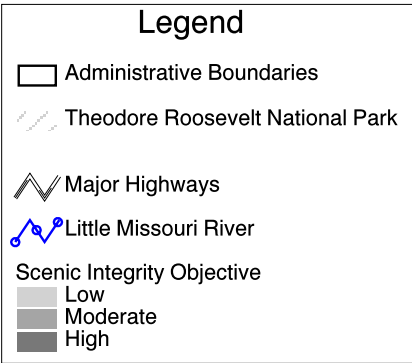 Legend
Administrative Boundaries
Theodore Roosevelt National Park
Major Highways
Little Missouri River
Scenic Integrity Objective
Low
Moderate
High